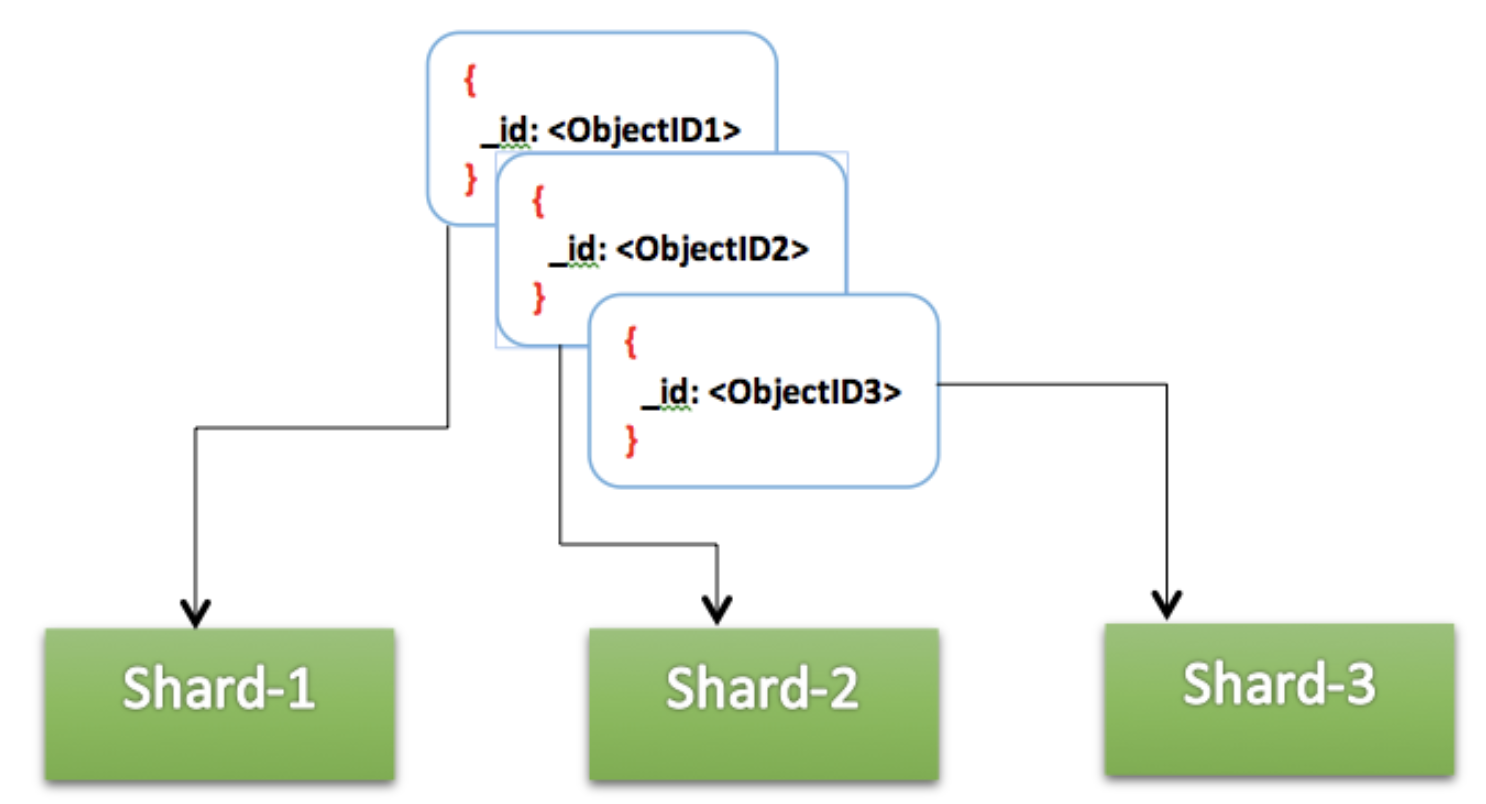 {
_id: <ObjectID1>
}
{
_id: <ObjectID2>
}
{
_id: <ObjectID3>
}
Shard-1
Shard-2
Shard-3